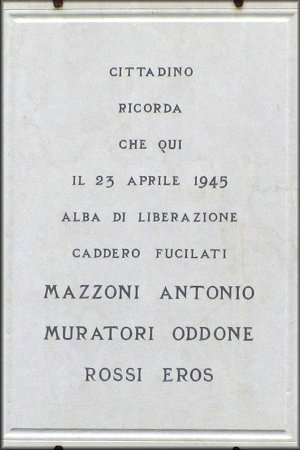 CITTADINO
RICORDA
CHE QUI
IL 23 APRILE 1945
ALBA DI LIBERAZIONE
CADDERO FUCILATI
MAZZONI ANTONIO
MURATORI ODDONE
ROSSI EROS